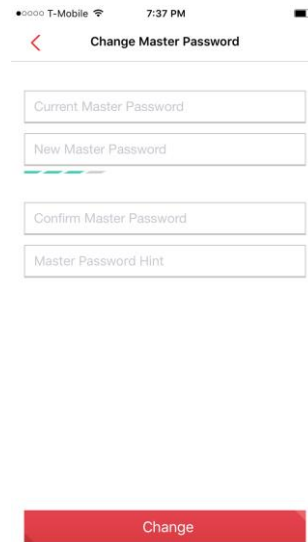 T-Mobile 7:37 PM
Change Master Password
Current Master Password
New Master Password
Confirm Master Password
Master Password Hint
Change